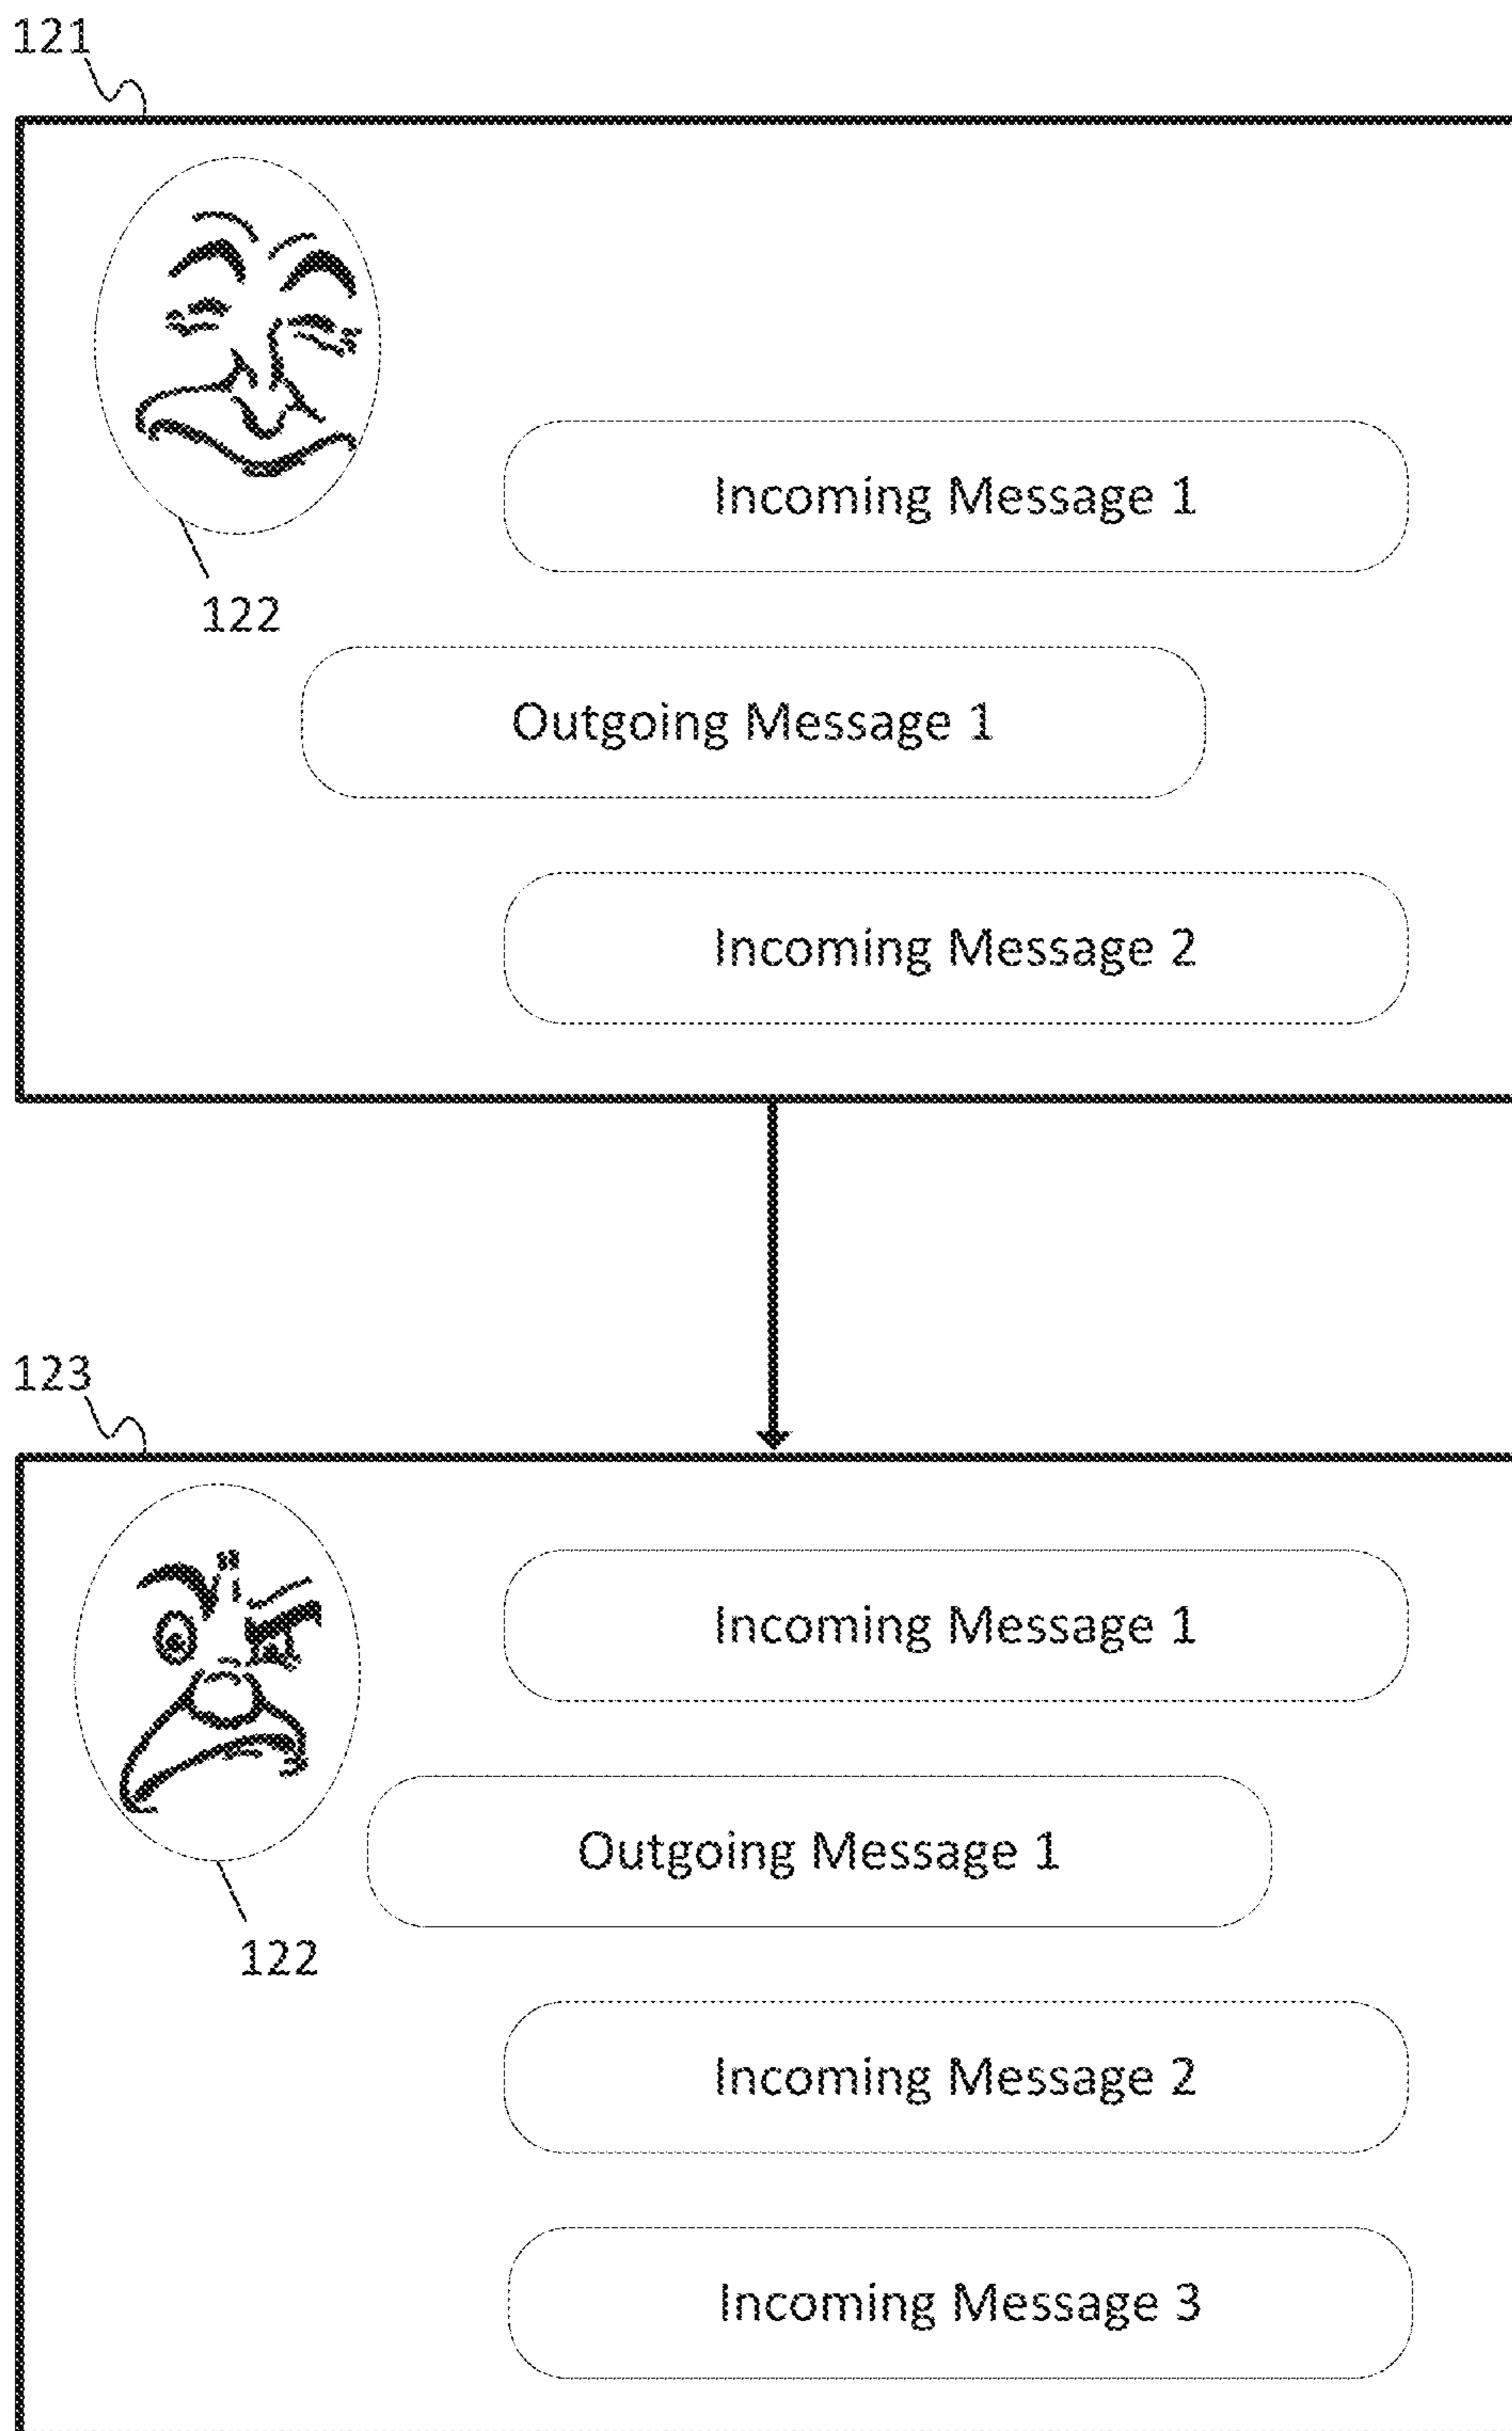 121
Incoming Message 1
122
Outgoing Message 1
Incoming Message 2
123
Incoming Message 1
Outgoing Message 1
122
Incoming Message 2
Incoming Message 3